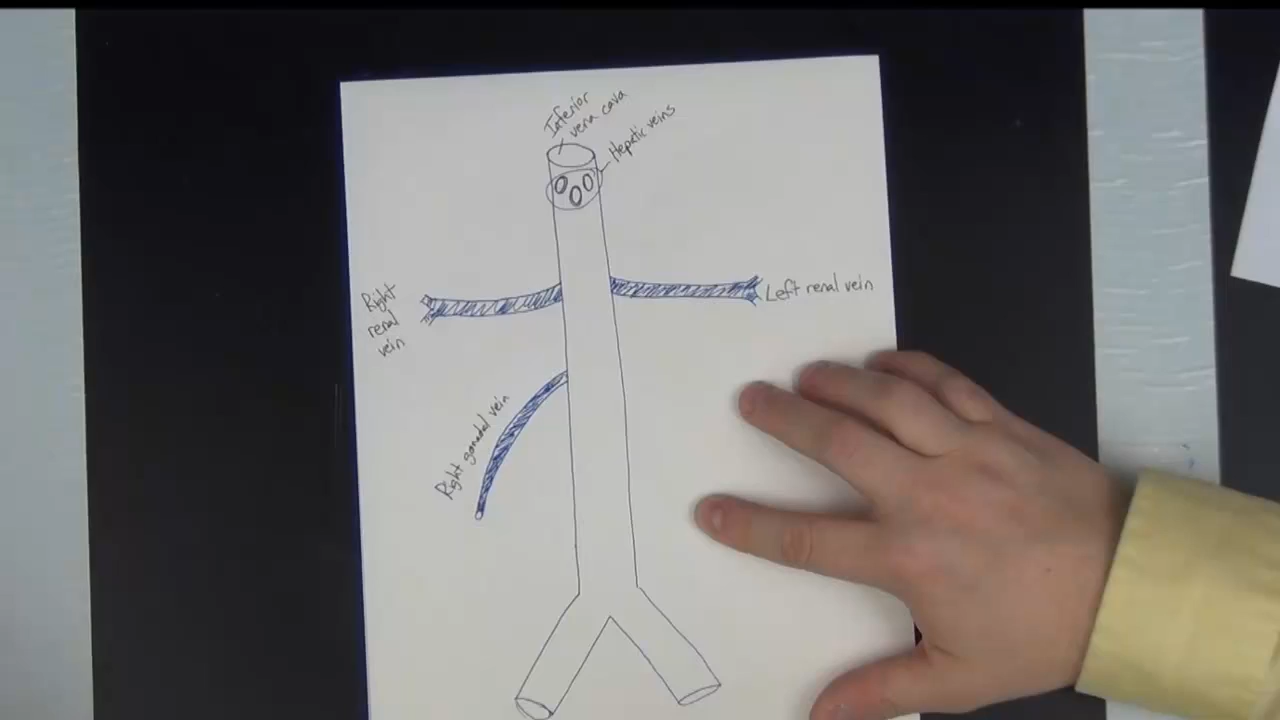 Inferior
vena cava
Hepatic veins
Right
renal
vein
Left renal vein
Right gonadal vein